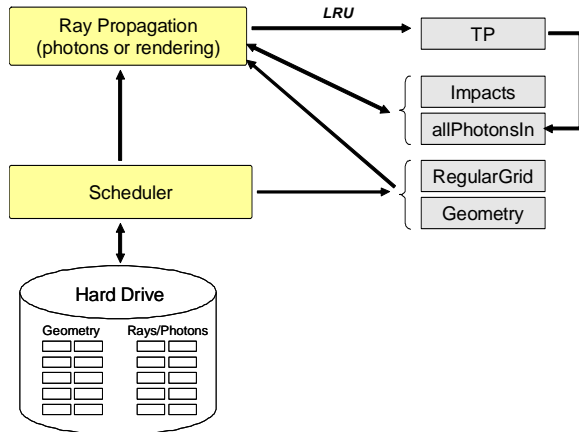 Ray Propagation
(photons or rendering)
LRU
TP
Impacts
allPhotonsIn
Scheduler
RegularGrid
Geometry
Hard Drive
Geometry
Rays/Photons